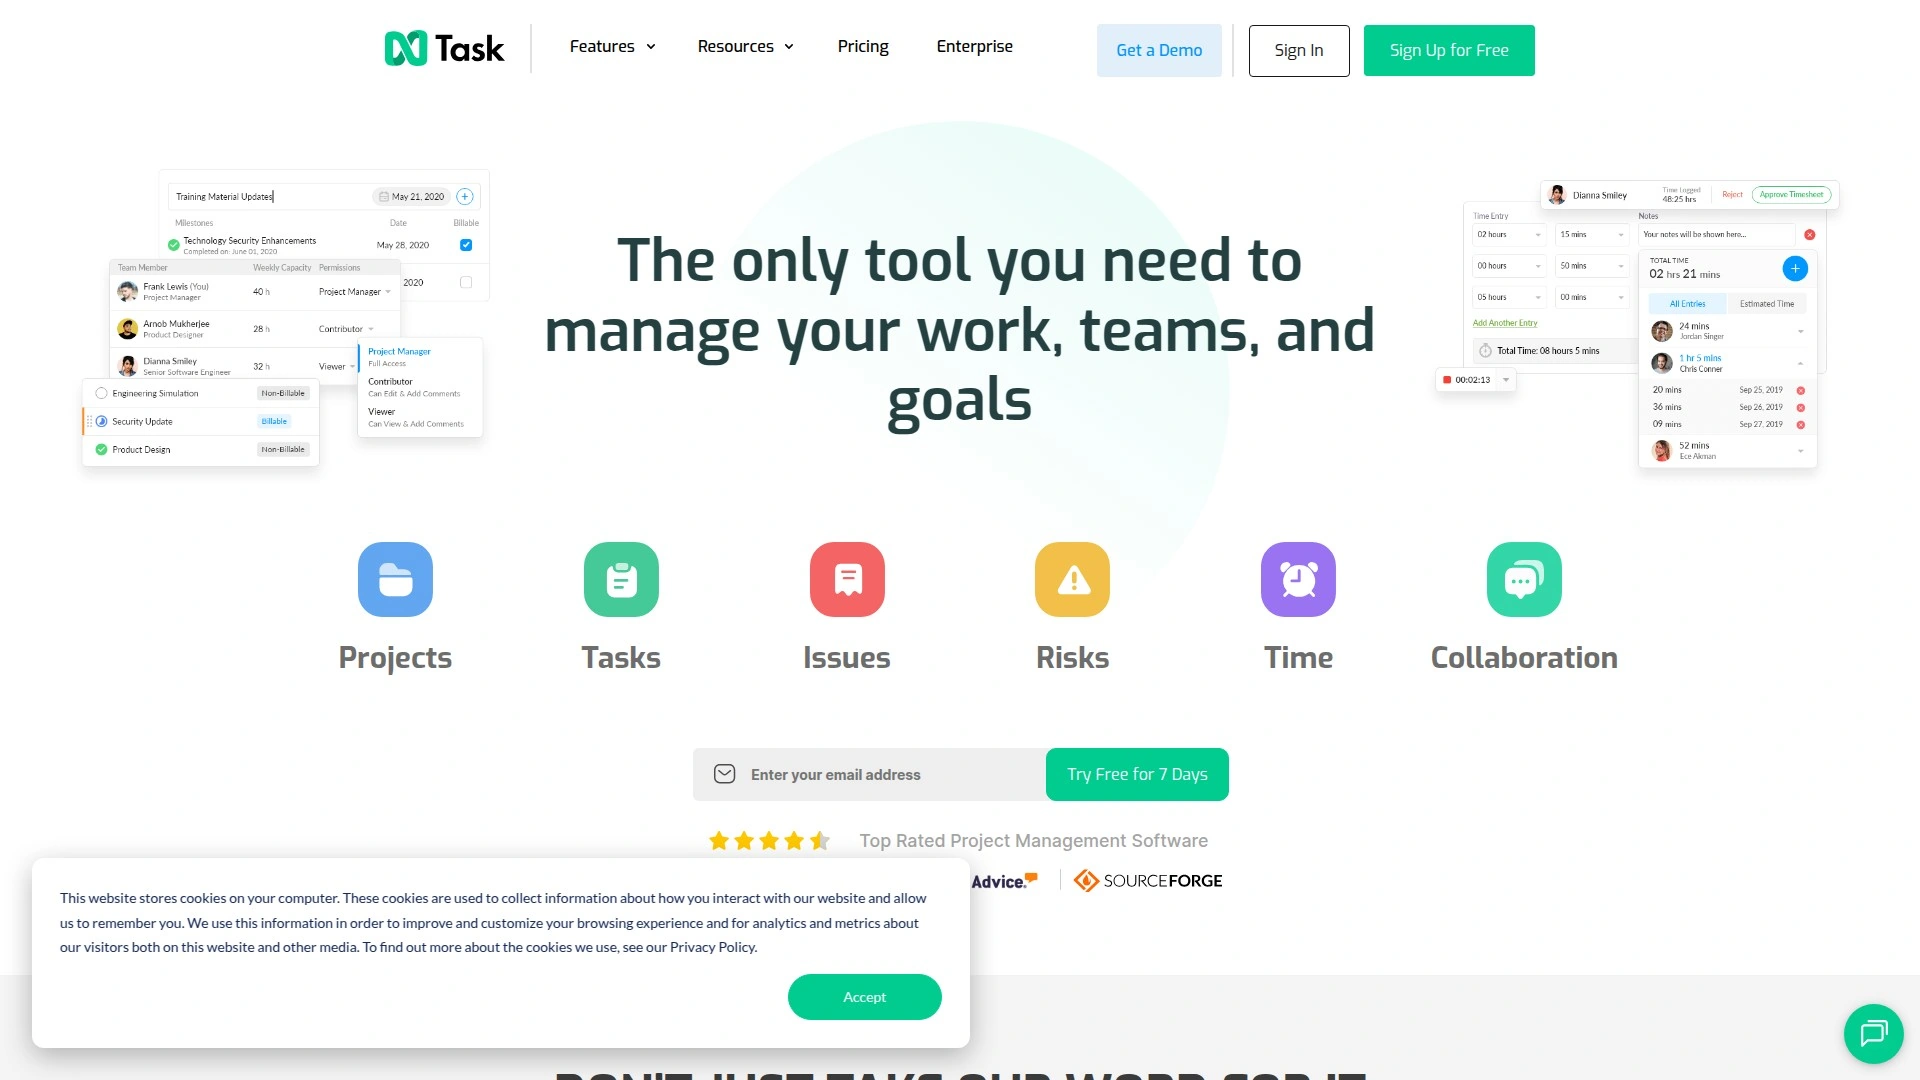 Task
Features
Resources
Pricing
Enterprise
Get a Demo
Sign In
Sign Up for Free
Training Material Updates
May 21, 2020
Milestones Date Billable
Technology Security Enhancements
Completed on: June 01, 2020
May 28, 2020
2020
Team Member Weekly Capacity Permissions
Frank Lewis (You)
Project Manager
40 h
Project Manager
Arnob Mukherjee
Product Designer
28 h
Contributor
Dianna Smiley
Senior Software Engineer
32 h
Viewer
Project Manager
Full Access
Contributor
Can Edit & Add Comments
Viewer
Can View & Add Comments
Engineering Simulation Non-Billable
Security Update Billable
Product Design Non-Billable
The only tool you need to
manage your work, teams, and
goals
Dianna Smiley
Time Logged
48:25 hrs
Reject
Approve Timesheet
Time Entry
Notes
02 hours 15 mins
Your notes will be shown here...
00 hours 50 mins
05 hours 00 mins
Add Another Entry
Total Time: 08 hours 5 mins
00:02:13
TOTAL TIME
02 hrs 21 mins
All Entries Estimated Time
24 mins
Jordan Singer
1 hr 5 mins
Chris Conner
20 mins Sep 25, 2019
36 mins Sep 26, 2019
09 mins Sep 27, 2019
52 mins
Ece Akman
Projects
Tasks
Issues
Risks
Time
Collaboration
Enter your email address
Try Free for 7 Days
Top Rated Project Management Software
Advice.
SOURCEFORGE
This website stores cookies on your computer. These cookies are used to collect information about how you interact with our website and allow
us to remember you. We use this information in order to improve and customize your browsing experience and for analytics and metrics about
our visitors both on this website and other media. To find out more about the cookies we use, see our Privacy Policy.
Accept
DON'T JUST TAKE OUR WORD FOR IT